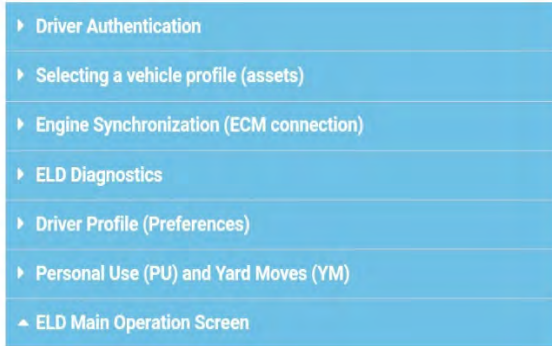 Driver Authentication
Selecting a vehicle profile (assets)
Engine Synchronization (ECM connection)
ELD Diagnostics
Driver Profile (Preferences)
Personal Use (PU) and Yard Moves (YM)
ELD Main Operation Screen